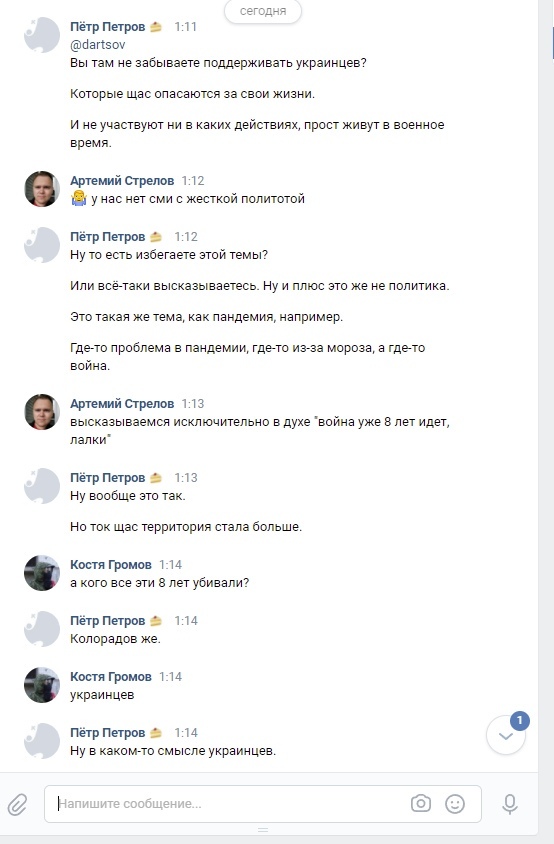 сегодня
Пётр Петров 1:11
@dartsov
Вы там не забываете поддерживать украинцев?
Которые щас опасаются за свои жизни.
И не участвуют ни в каких действиях, прост живут в военное
время.
Артемий Стрелов 1:12
у нас нет сми с жесткой политотой
Пётр Петров 1:12
Ну то есть избегаете этой темы?
Или всё-таки высказываетесь. Ну и плюс это же не политика.
Это такая же тема, как пандемия, например.
Где-то проблема в пандемии, где-то из-за мороза, а где-то
война.
Артемий Стрелов 1:13
высказываемся исключительно в духе "война уже 8 лет идет,
лалки"
Пётр Петров 1:13
Ну вообще это так.
Но ток щас территория стала больше.
Костя Громов 1:14
а кого все эти 8 лет убивали?
Пётр Петров 1:14
Колорадов же.
Костя Громов 1:14
украинцев
Пётр Петров 1:14
Ну в каком-то смысле украинцев.
1
Напишите сообщение...